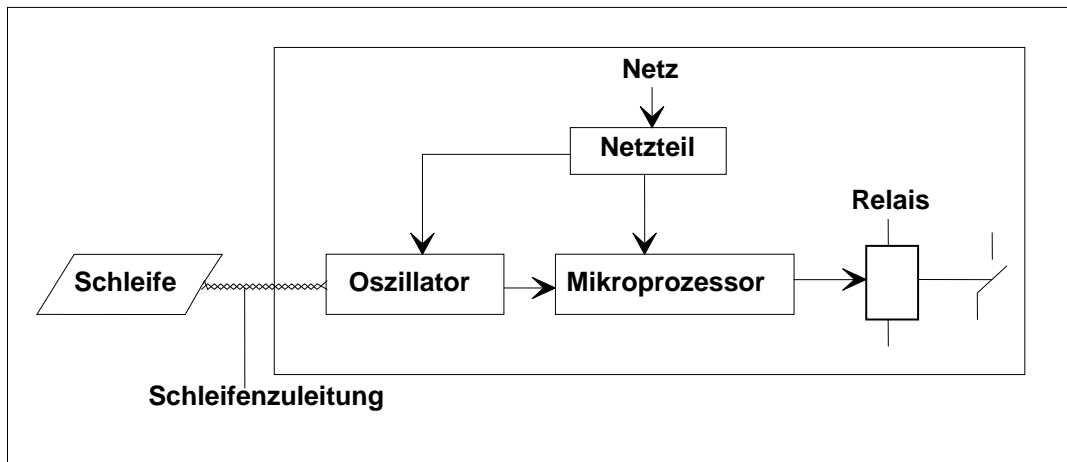 Netz
Netzteil
Relais
Schleife
Oszillator
Mikroprozessor
Schleifenzuleitung